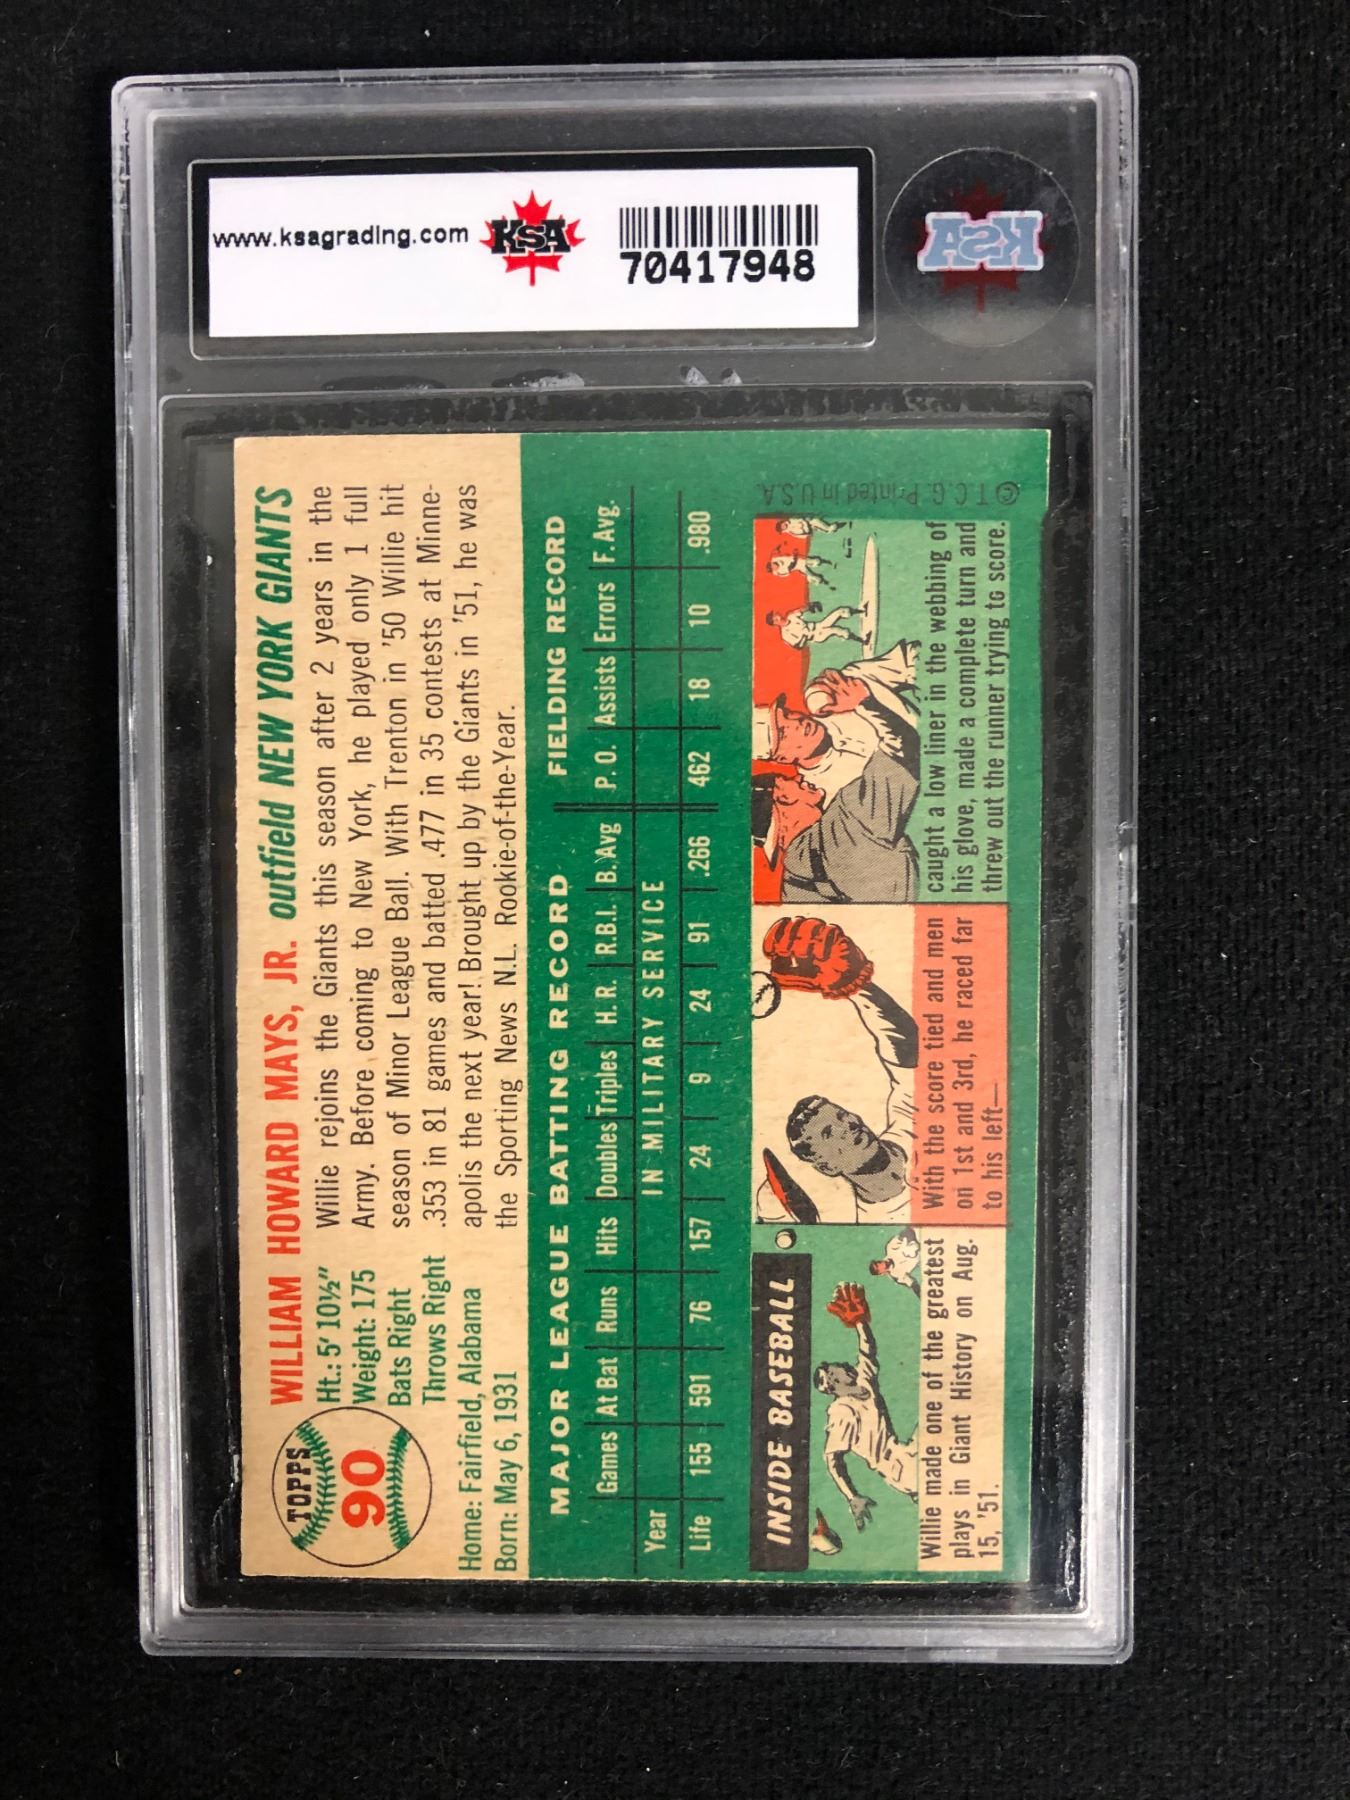 www.ksagrading.com
KSA
70417948
KSA
TOPPS
90
WILLIAM HOWARD MAYS, JR. outfield NEW YORK GIANTS
Ht.: 5' 10½"
Weight: 175
Bats Right
Throws Right
Home: Fairfield, Alabama
Born: May 6, 1931
Willie rejoins the Giants this season after 2 years in the
Army. Before coming to New York, he played only 1 full
season of Minor League Ball. With Trenton in '50 Willie hit
.353 in 81 games and batted .477 in 35 contests at Minne-
apolis the next year! Brought up by the Giants in '51, he was
the Sporting News N.L. Rookie-of-the-Year.
MAJOR LEAGUE BATTING RECORD FIELDING RECORD
Games At Bat Runs Hits Doubles Triples H. R. R.B.I. B. Avg P. O. Assists Errors F. Avg.
Year IN MILITARY SERVICE
Life 155 591 76 157 24 9 24 91 .266 462 18 10 .980
INSIDE BASEBALL
Willie made one of the greatest
plays in Giant History on Aug.
15, '51.
With the score tied and men
on 1st and 3rd, he raced far
to his left—
caught a low liner in the webbing of
his glove, made a complete turn and
threw out the runner trying to score.
© T.C.G. Printed in U.S.A.